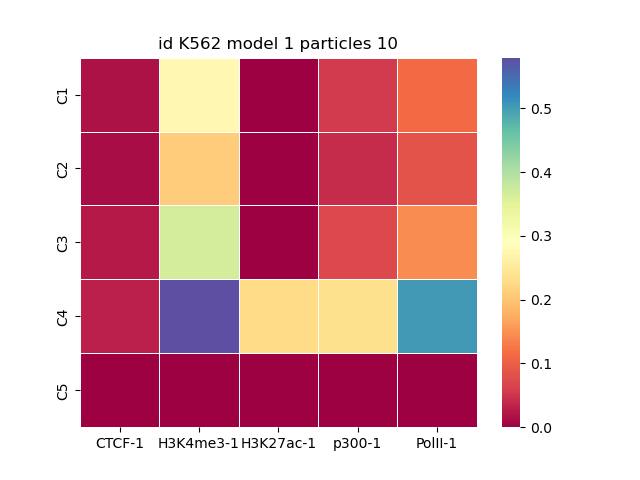 id K562 model 1 particles 10
C1
C2
C3
C4
C5
CTCF-1 H3K4me3-1 H3K27ac-1 p300-1 PolII-1
0.5
0.4
0.3
0.2
0.1
0.0